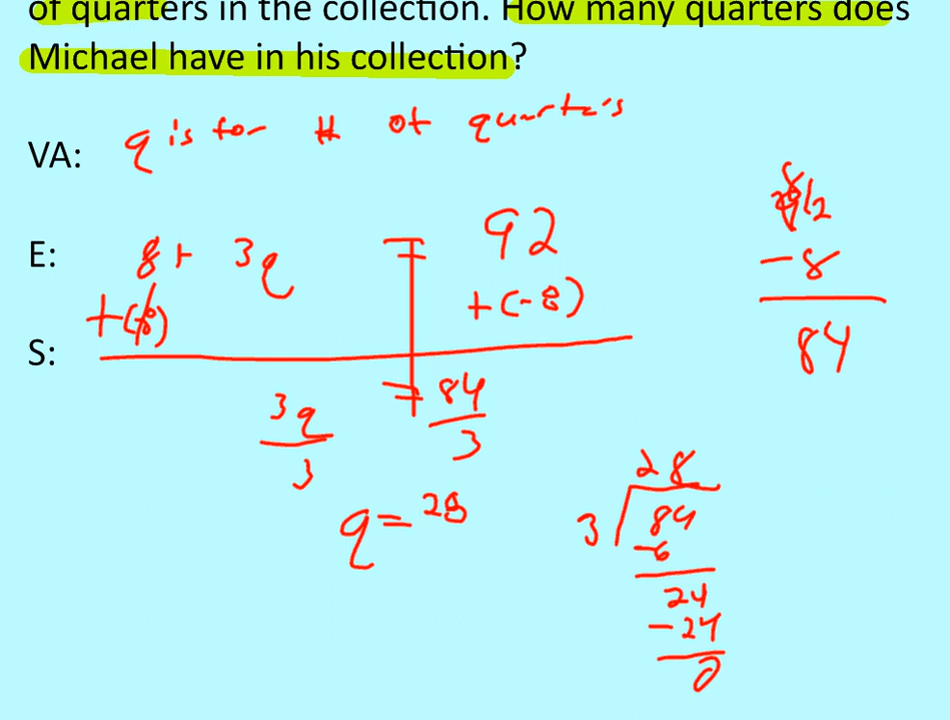 of quarters in the collection. How many quarters does
Michael have in his collection?
VA: q is for # of quarters
E: 8 + 3q = 92
+(-8) +(-8)
S:
3q/3 = 84/3
q = 28
-8
84
28
3 84
-6
24
-24
0